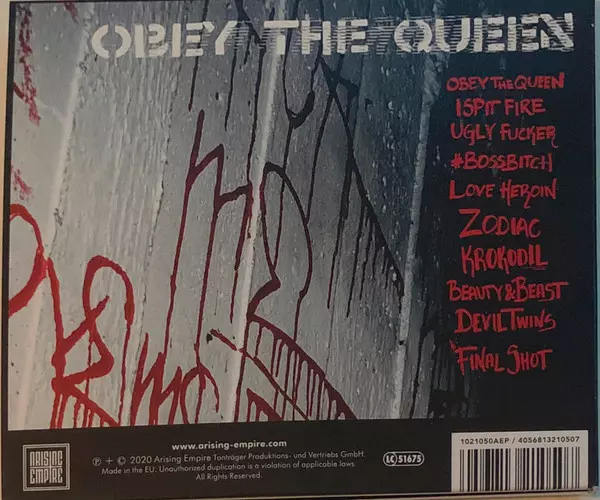 OBEY THE QUEEN
OBEY THE QUEEN
I SPIT FIRE
UGLY FUCKER
#BOSSBITCH
LOVE HEROIN
ZODIAC
KROKODIL
BEAUTY & BEAST
DEVIL TWINS
FINAL SHOT
ARISING
EMPIRE
www.arising-empire.com
℗ + © 2020 Arising Empire Tonträger Produktions- und Vertriebs GmbH.
Made in the EU. Unauthorized duplication is a violation of applicable laws.
All Rights Reserved.
LC 51675
1021050AEP / 4056813210507